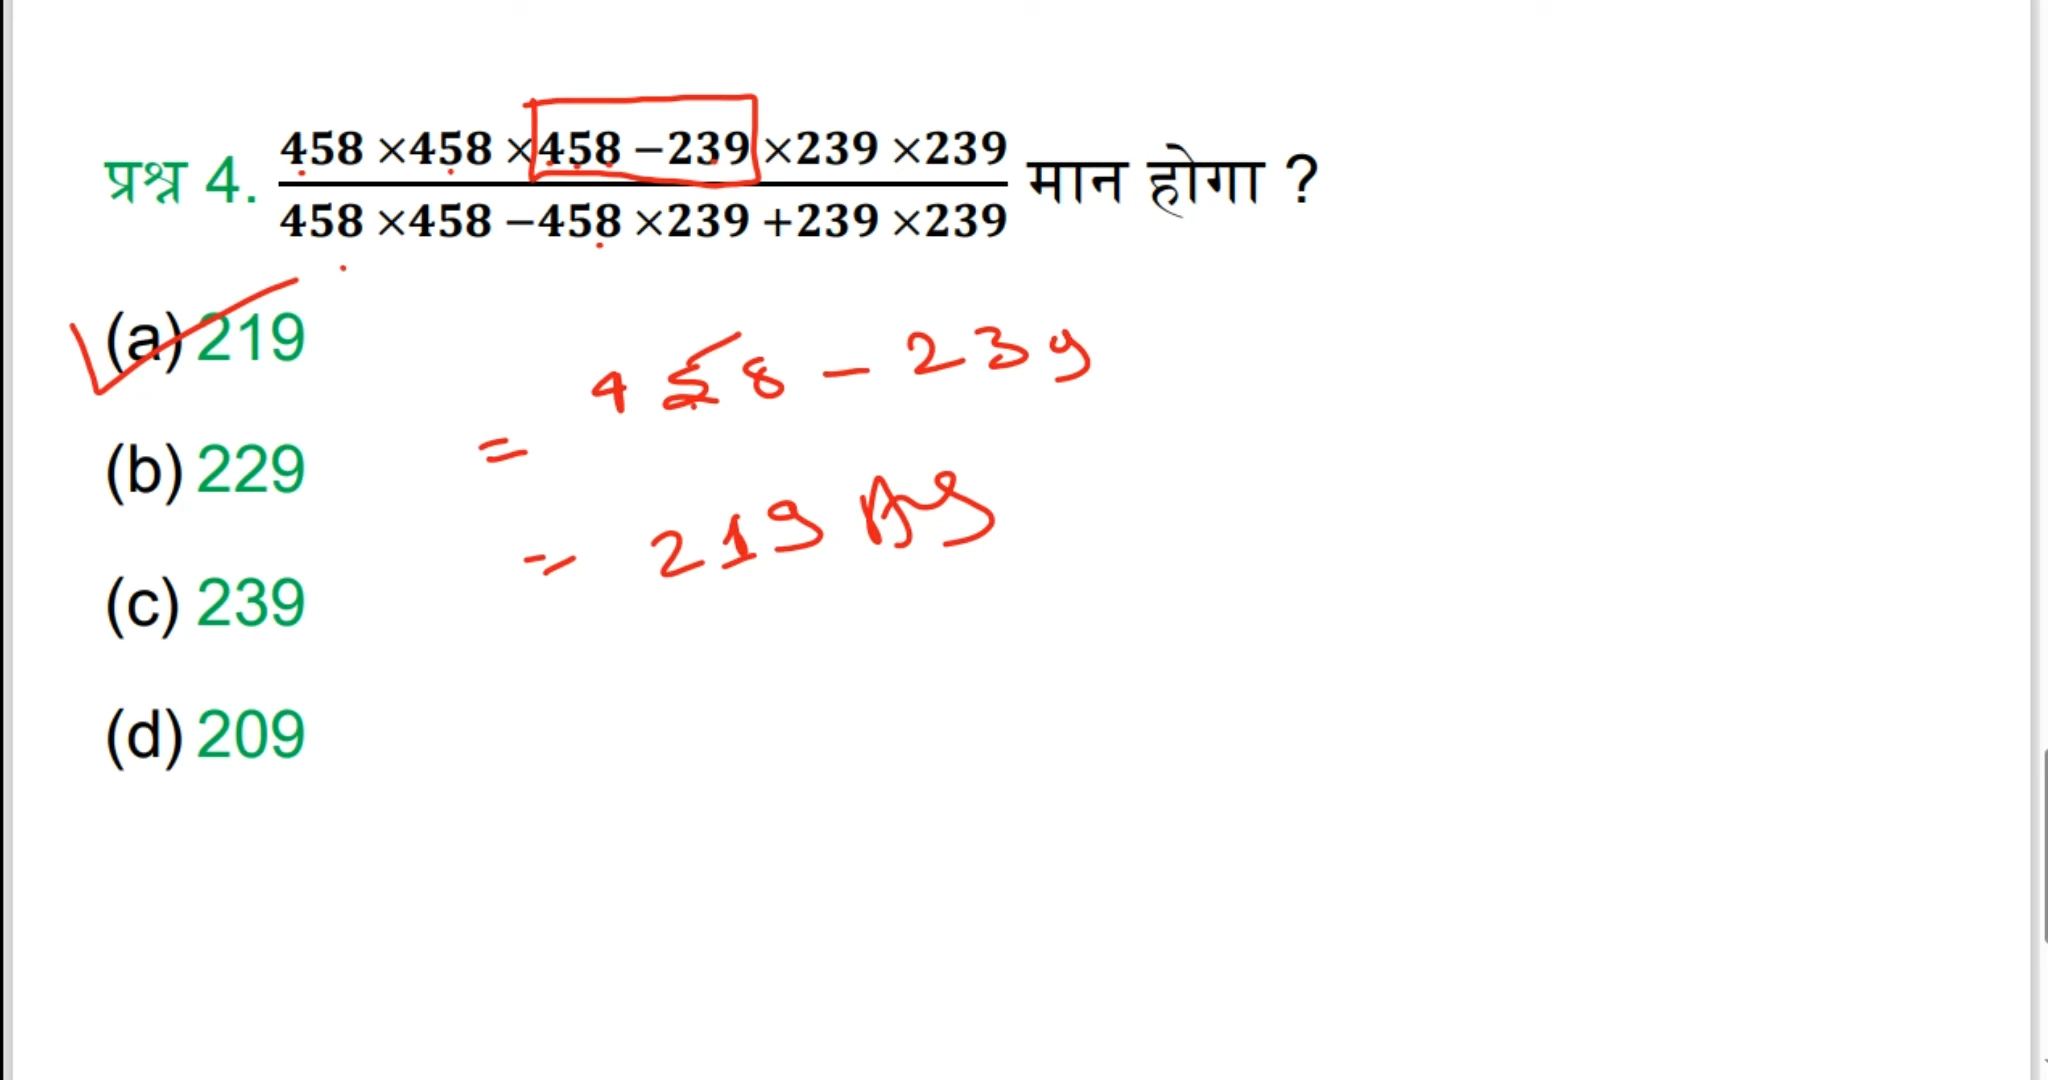 प्रश्न 4. 458 ×458 ×458 −239 ×239 ×239 / 458 ×458 −458 ×239 +239 ×239 मान होगा ?
(a) 219
(b) 229
(c) 239
(d) 209
= 458 − 239
= 219 Ans